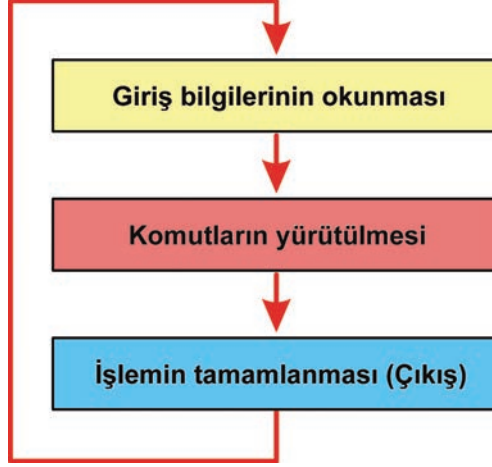 Giriş bilgilerinin okunması
Komutların yürütülmesi
İşlemin tamamlanması (Çıkış)